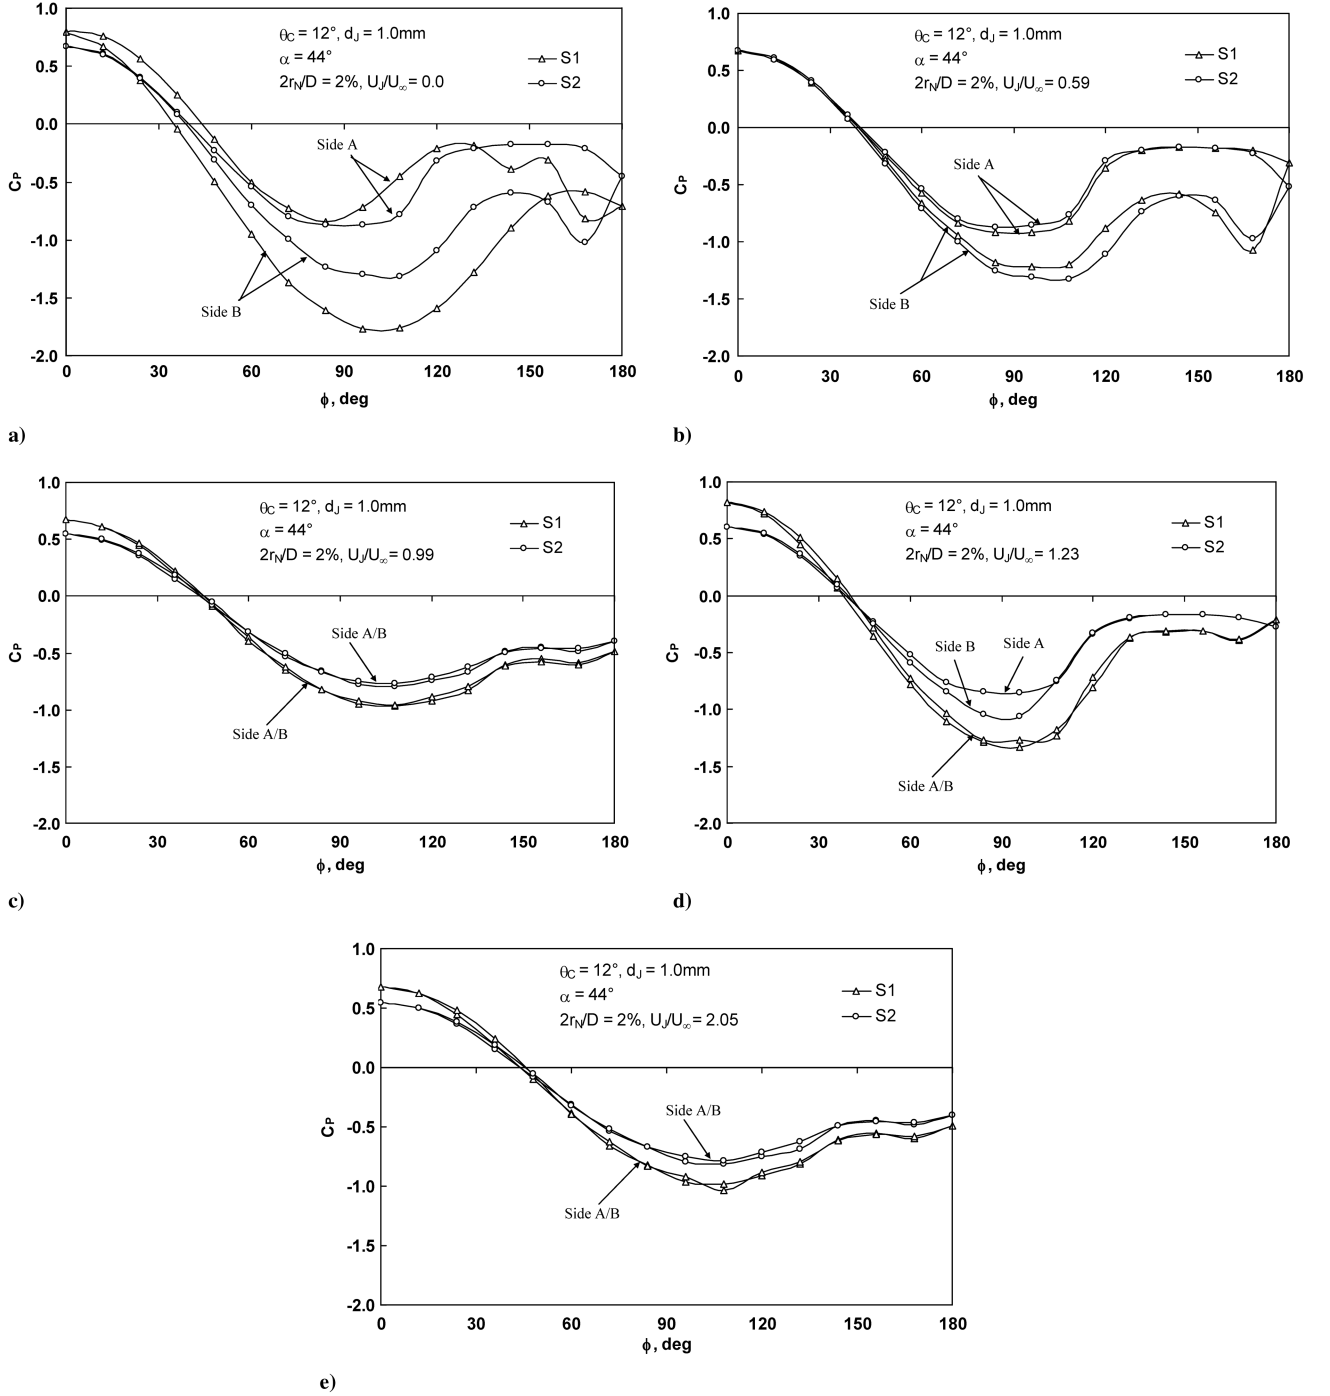 θC = 12°, dJ = 1.0mm
α = 44°
2rN/D = 2%, UJ/U∞ = 0.0
S1
S2
Side A
Side B
CP
1.0
0.5
0.0
-0.5
-1.0
-1.5
-2.0
0 30 60 90 120 150 180
ϕ, deg
a)
θC = 12°, dJ = 1.0mm
α = 44°
2rN/D = 2%, UJ/U∞ = 0.59
S1
S2
Side A
Side B
CP
1.0
0.5
0.0
-0.5
-1.0
-1.5
-2.0
0 30 60 90 120 150 180
ϕ, deg
b)
θC = 12°, dJ = 1.0mm
α = 44°
2rN/D = 2%, UJ/U∞ = 0.99
S1
S2
Side A/B
Side A/B
CP
1.0
0.5
0.0
-0.5
-1.0
-1.5
-2.0
0 30 60 90 120 150 180
ϕ, deg
c)
θC = 12°, dJ = 1.0mm
α = 44°
2rN/D = 2%, UJ/U∞ = 1.23
S1
S2
Side B
Side A
Side A/B
CP
1.0
0.5
0.0
-0.5
-1.0
-1.5
-2.0
0 30 60 90 120 150 180
ϕ, deg
d)
θC = 12°, dJ = 1.0mm
α = 44°
2rN/D = 2%, UJ/U∞ = 2.05
S1
S2
Side A/B
Side A/B
CP
1.0
0.5
0.0
-0.5
-1.0
-1.5
-2.0
0 30 60 90 120 150 180
ϕ, deg
e)